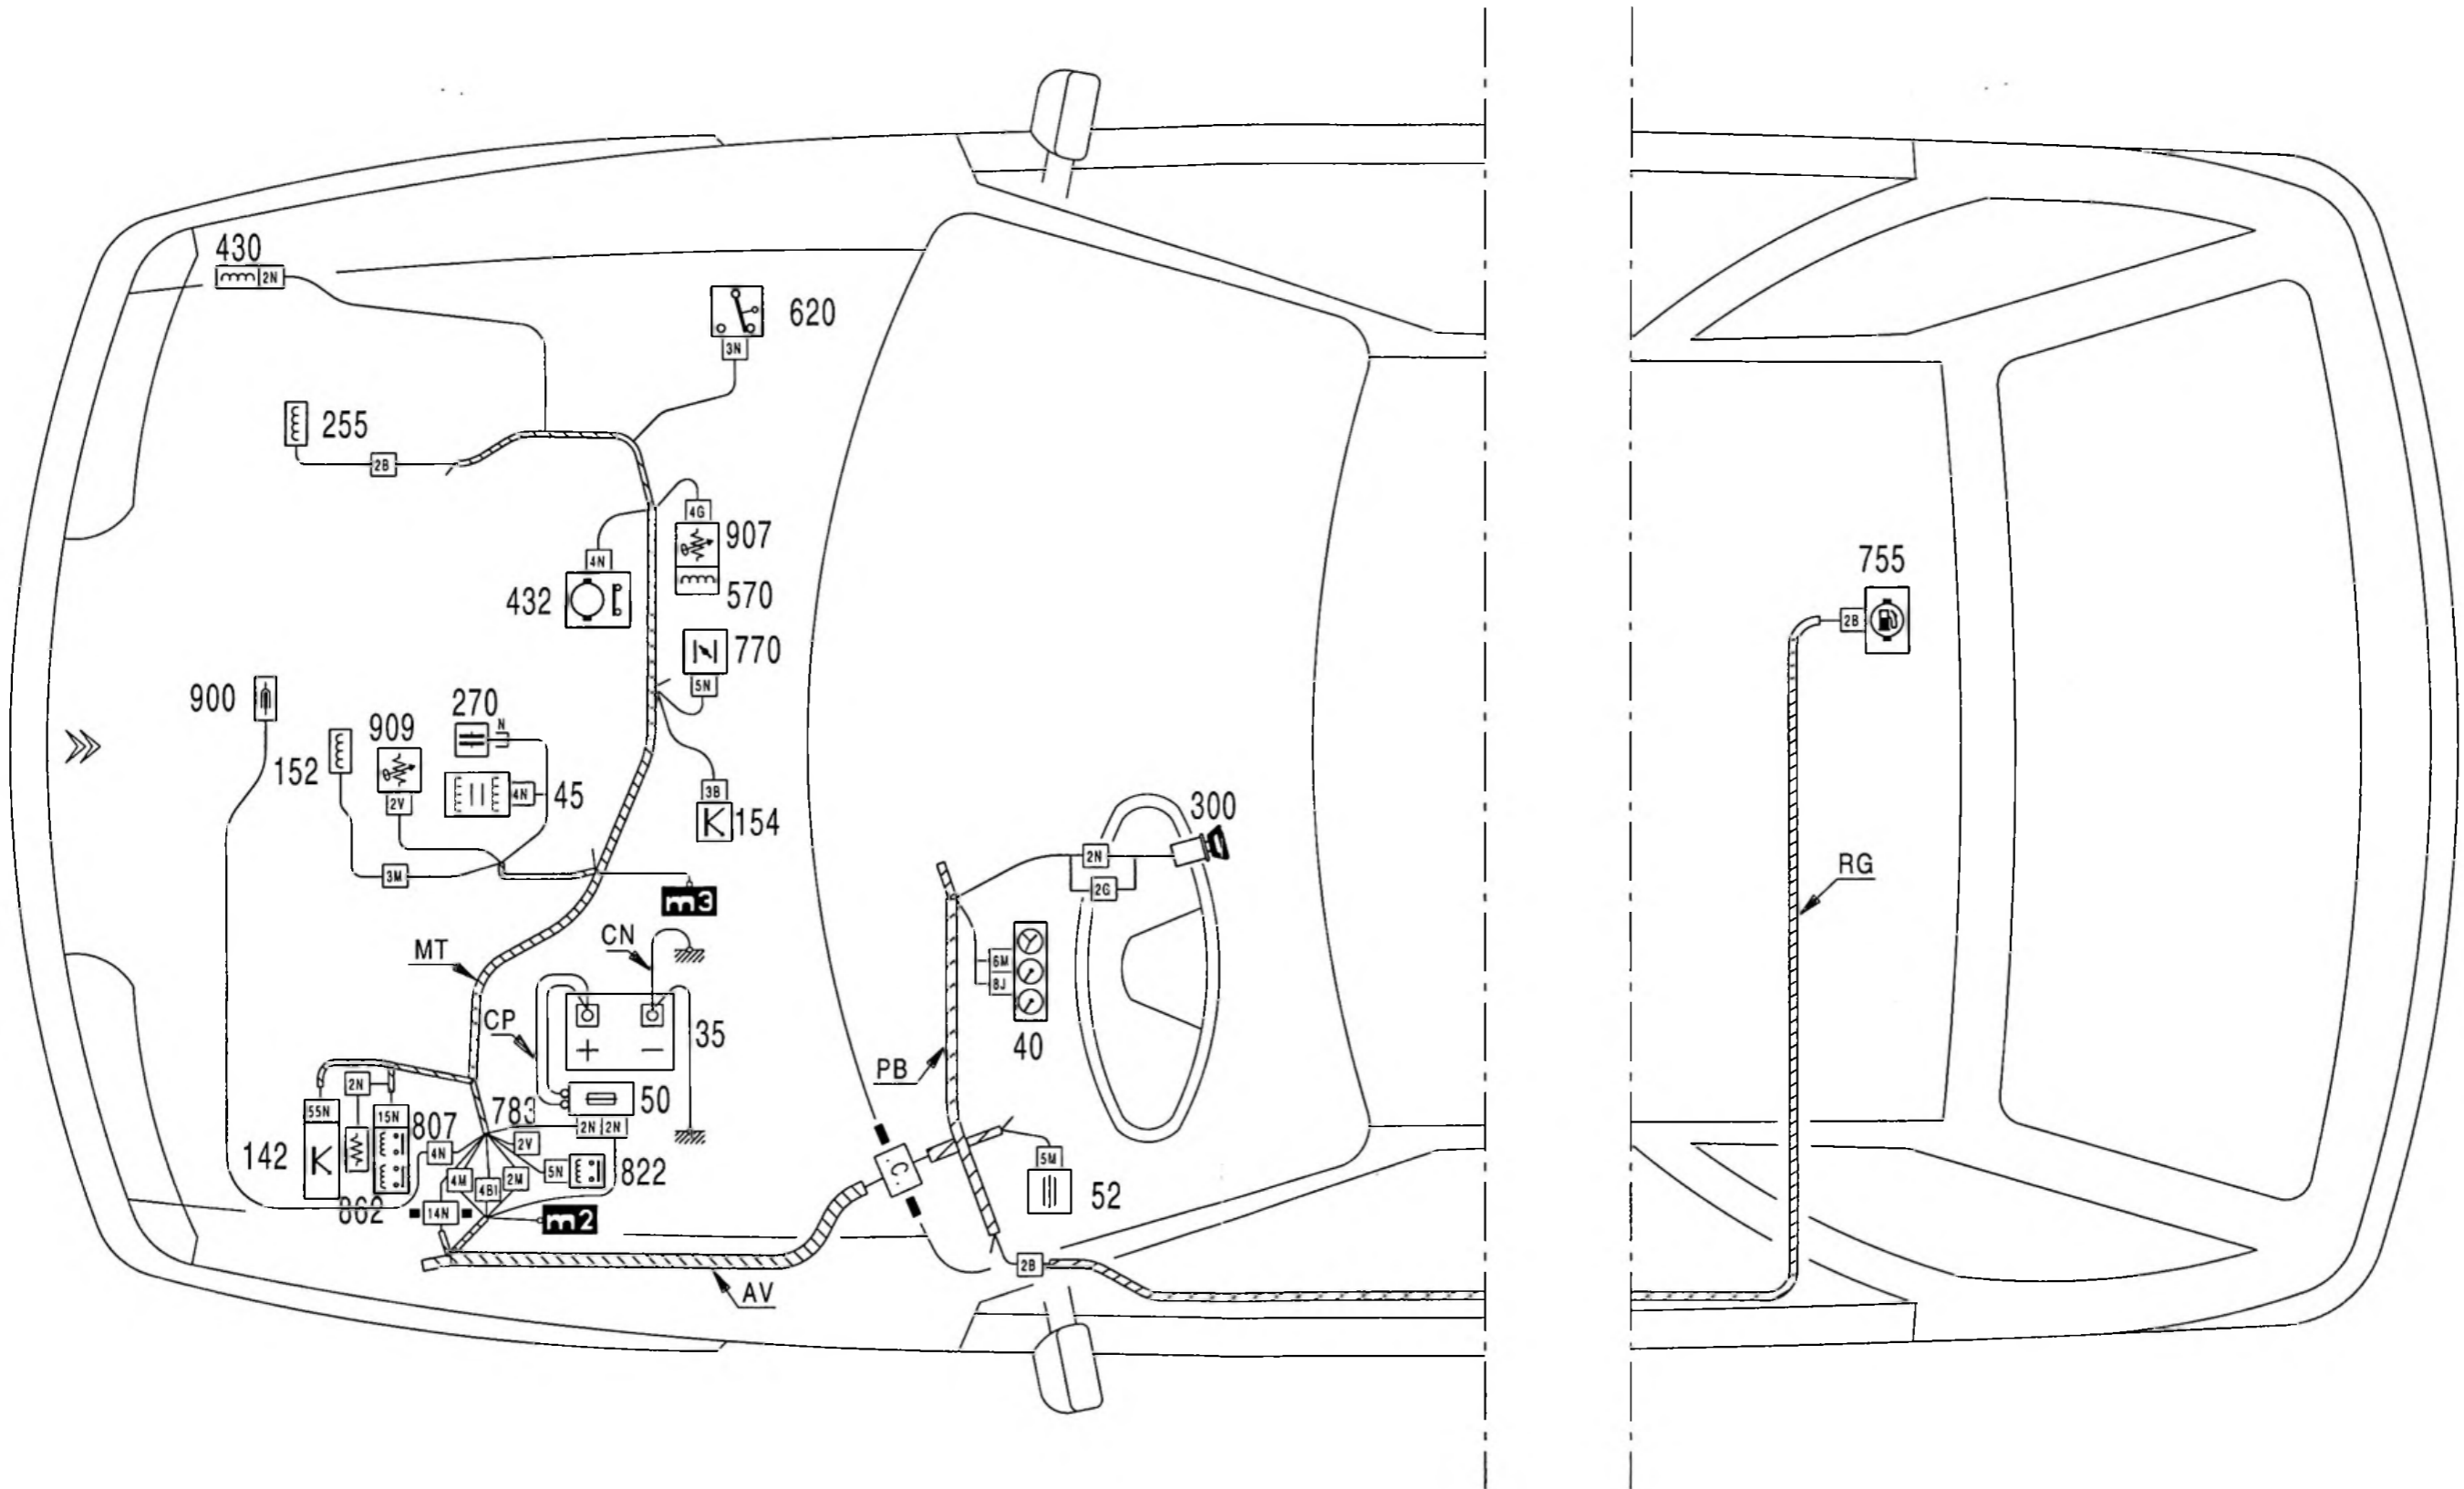 430
2N
620
3N
255
2B
4G
907
4N
570
432
755
2B
770
5N
900
270
N
909
152
2V
4N
45
3B
154
300
2N
3M
2G
RG
m3
CN
MT
6M
8J
CP
35
+ −
40
PB
2N
50
55N
15N
783
807
2N 2N
2V
142
4N
5M
5N
822
4M
2M
4B1
.C.
52
862
14N
m2
2B
AV